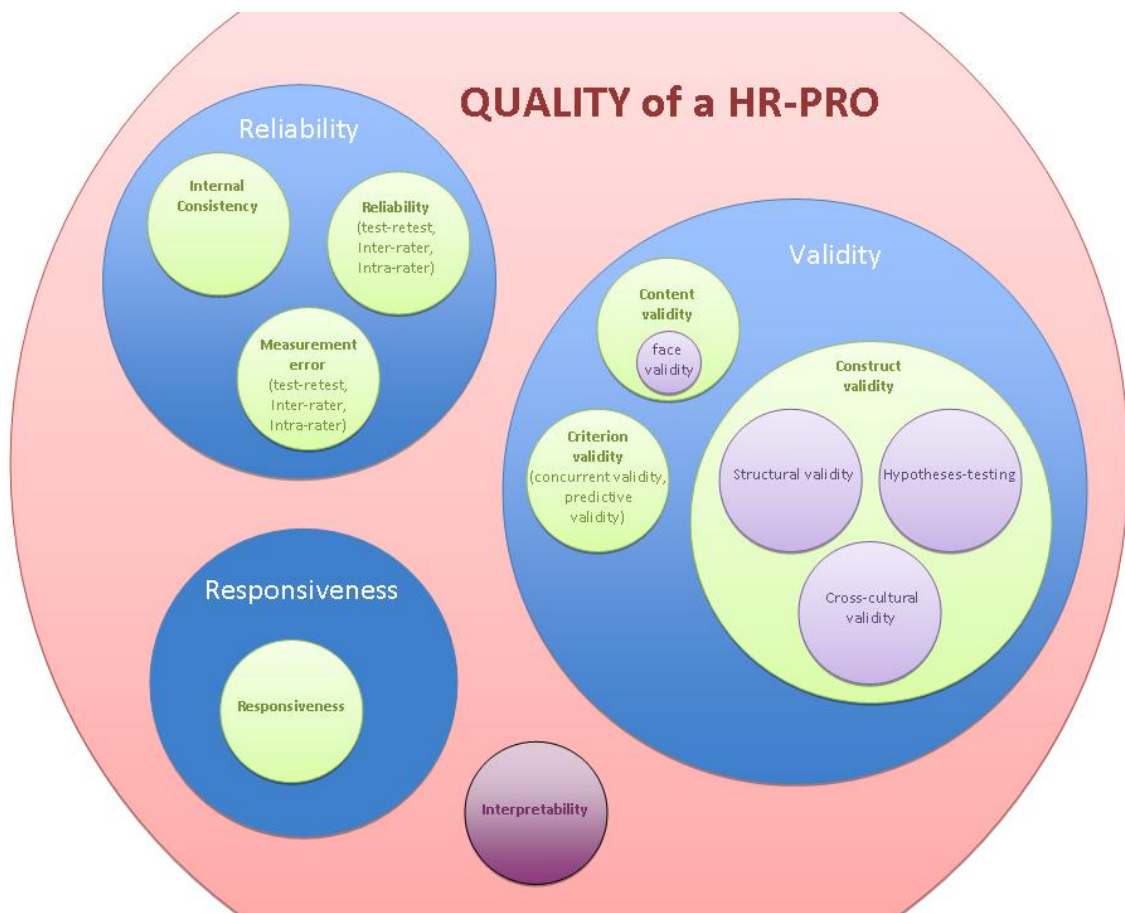 QUALITY of a HR-PRO
Reliability
Internal
Consistency
Reliability
(test-retest,
Inter-rater,
Intra-rater)
Measurement
error
(test-retest,
Inter-rater,
Intra-rater)
Validity
Content
validity
face
validity
Criterion
validity
(concurrent validity,
predictive
validity)
Construct
validity
Structural validity
Hypotheses-testing
Cross-cultural
validity
Responsiveness
Responsiveness
Interpretability